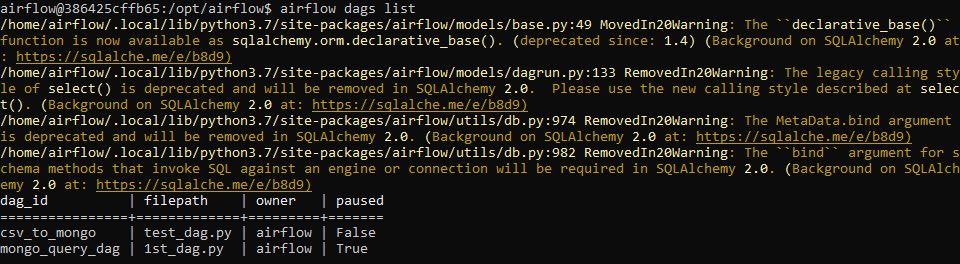 airflow@386425cffb65:/opt/airflow$ airflow dags list
/home/airflow/.local/lib/python3.7/site-packages/airflow/models/base.py:49 MovedIn20Warning: The ``declarative_base()``
function is now available as sqlalchemy.orm.declarative_base(). (deprecated since: 1.4) (Background on SQLAlchemy 2.0 at
: https://sqlalche.me/e/b8d9)
/home/airflow/.local/lib/python3.7/site-packages/airflow/models/dagrun.py:133 RemovedIn20Warning: The legacy calling sty
le of select() is deprecated and will be removed in SQLAlchemy 2.0.  Please use the new calling style described at selec
t(). (Background on SQLAlchemy 2.0 at: https://sqlalche.me/e/b8d9)
/home/airflow/.local/lib/python3.7/site-packages/airflow/utils/db.py:974 RemovedIn20Warning: The MetaData.bind argument
is deprecated and will be removed in SQLAlchemy 2.0. (Background on SQLAlchemy 2.0 at: https://sqlalche.me/e/b8d9)
/home/airflow/.local/lib/python3.7/site-packages/airflow/utils/db.py:982 RemovedIn20Warning: The ``bind`` argument for s
chema methods that invoke SQL against an engine or connection will be required in SQLAlchemy 2.0. (Background on SQLAlch
emy 2.0 at: https://sqlalche.me/e/b8d9)
dag_id          | filepath    | owner   | paused
================+=============+=========+=======
csv_to_mongo    | test_dag.py | airflow | False
mongo_query_dag | 1st_dag.py  | airflow | True